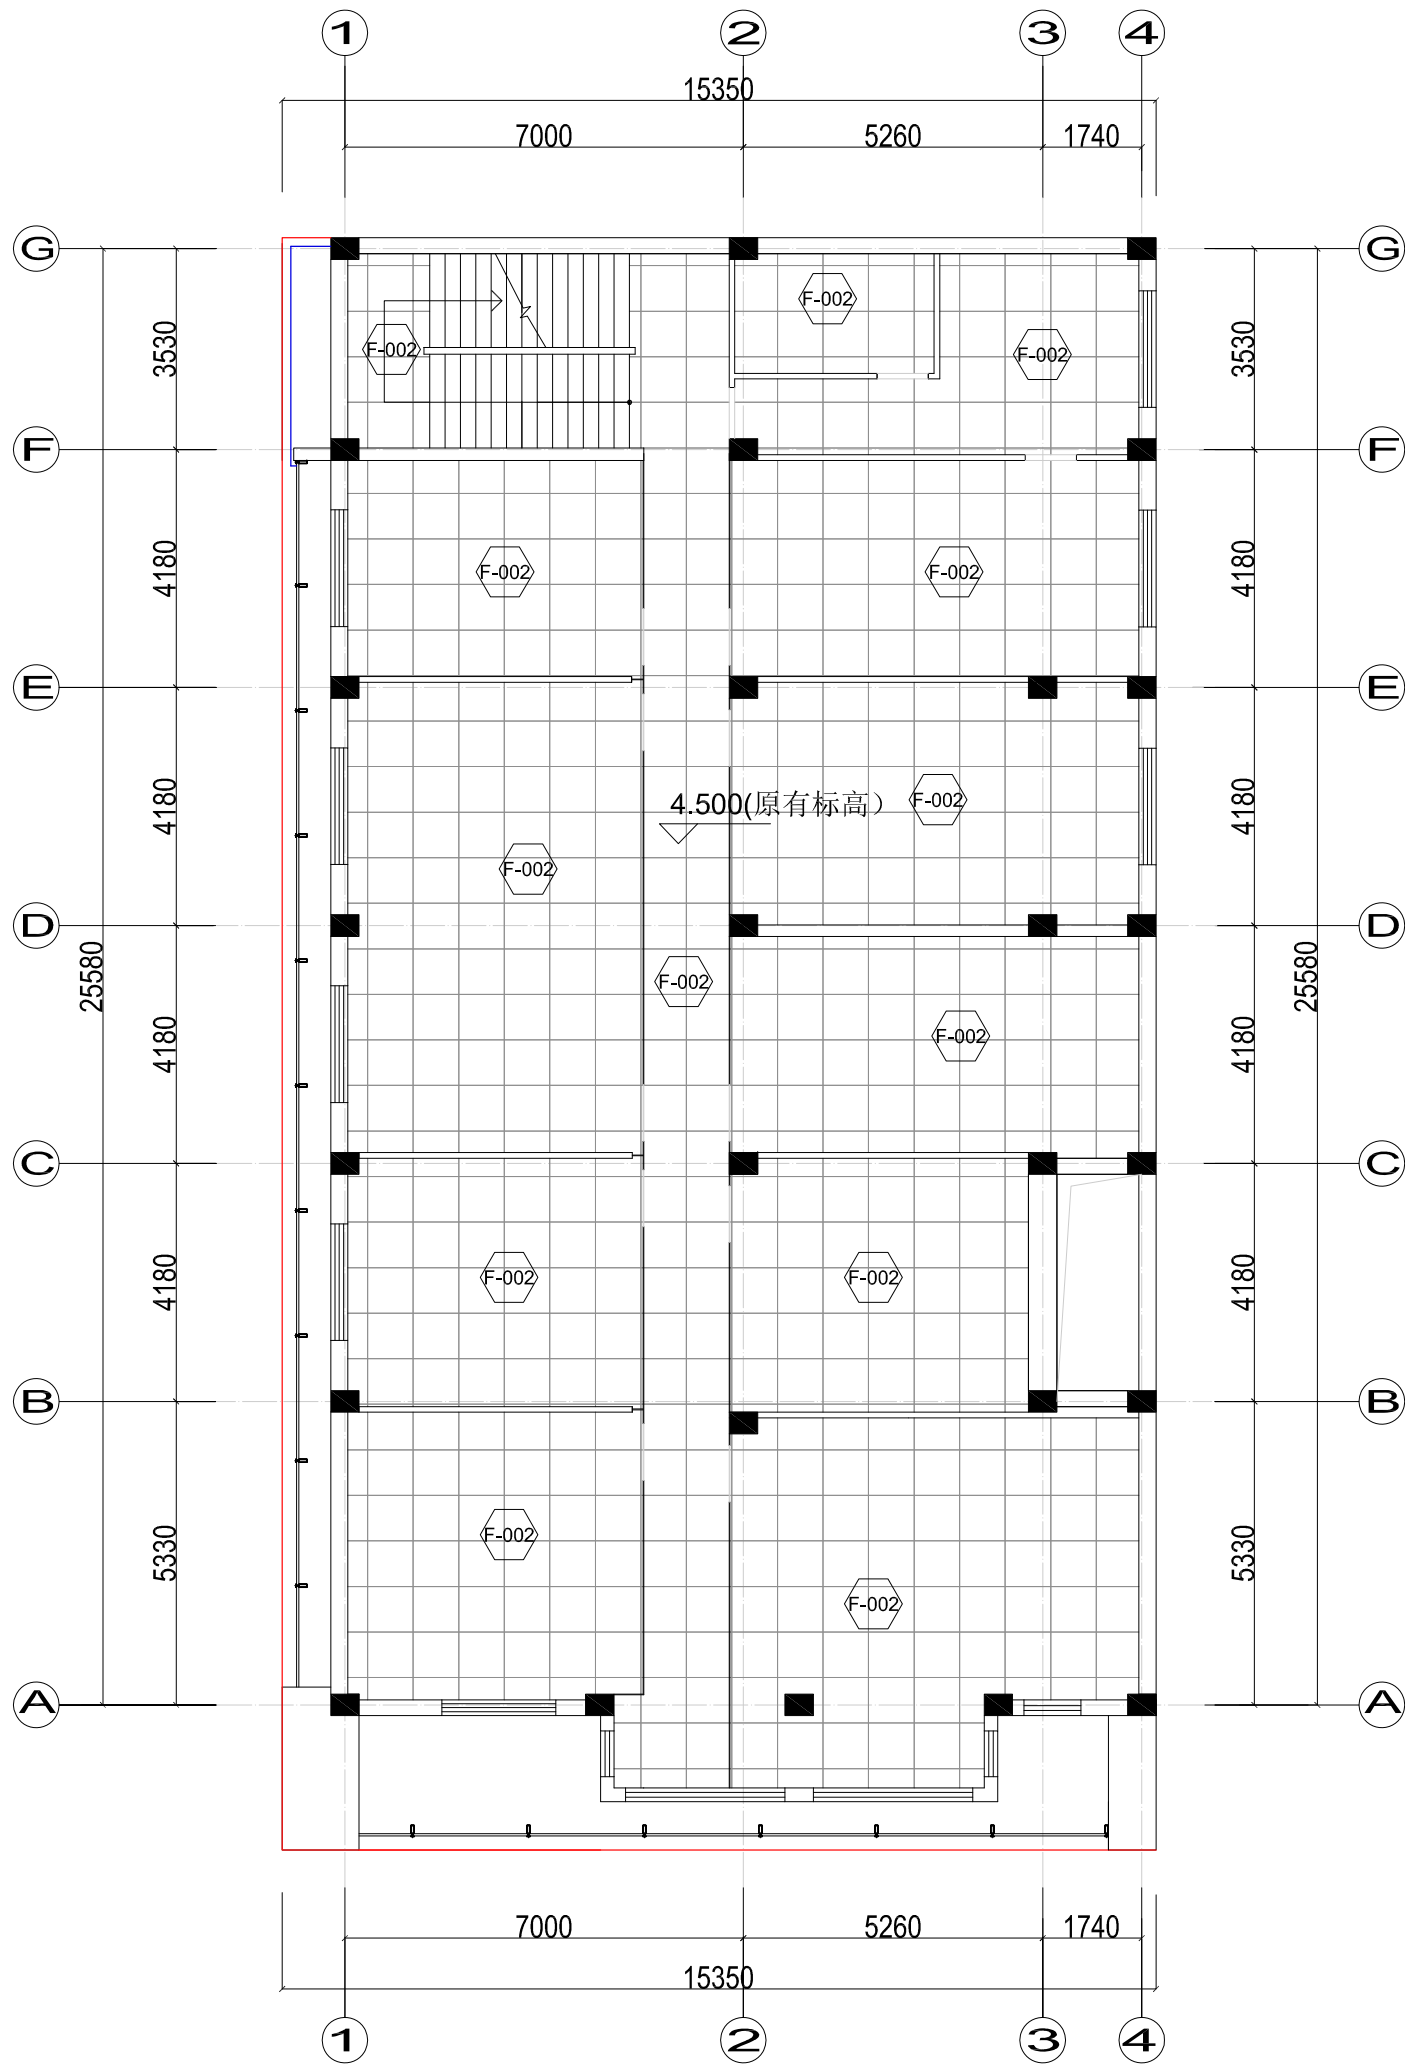 1 2 3 4
15350
7000 5260 1740
G G
F-002
3530 F-002 F-002 3530
F F
4180 F-002 F-002 4180
E E
4180 4.500(原有标高） F-002 4180
F-002
D D
25580 F-002 25580
4180 F-002 4180
C C
4180 F-002 F-002 4180
B B
5330 F-002 5330
F-002
A A
7000 5260 1740
15350
1 2 3 4